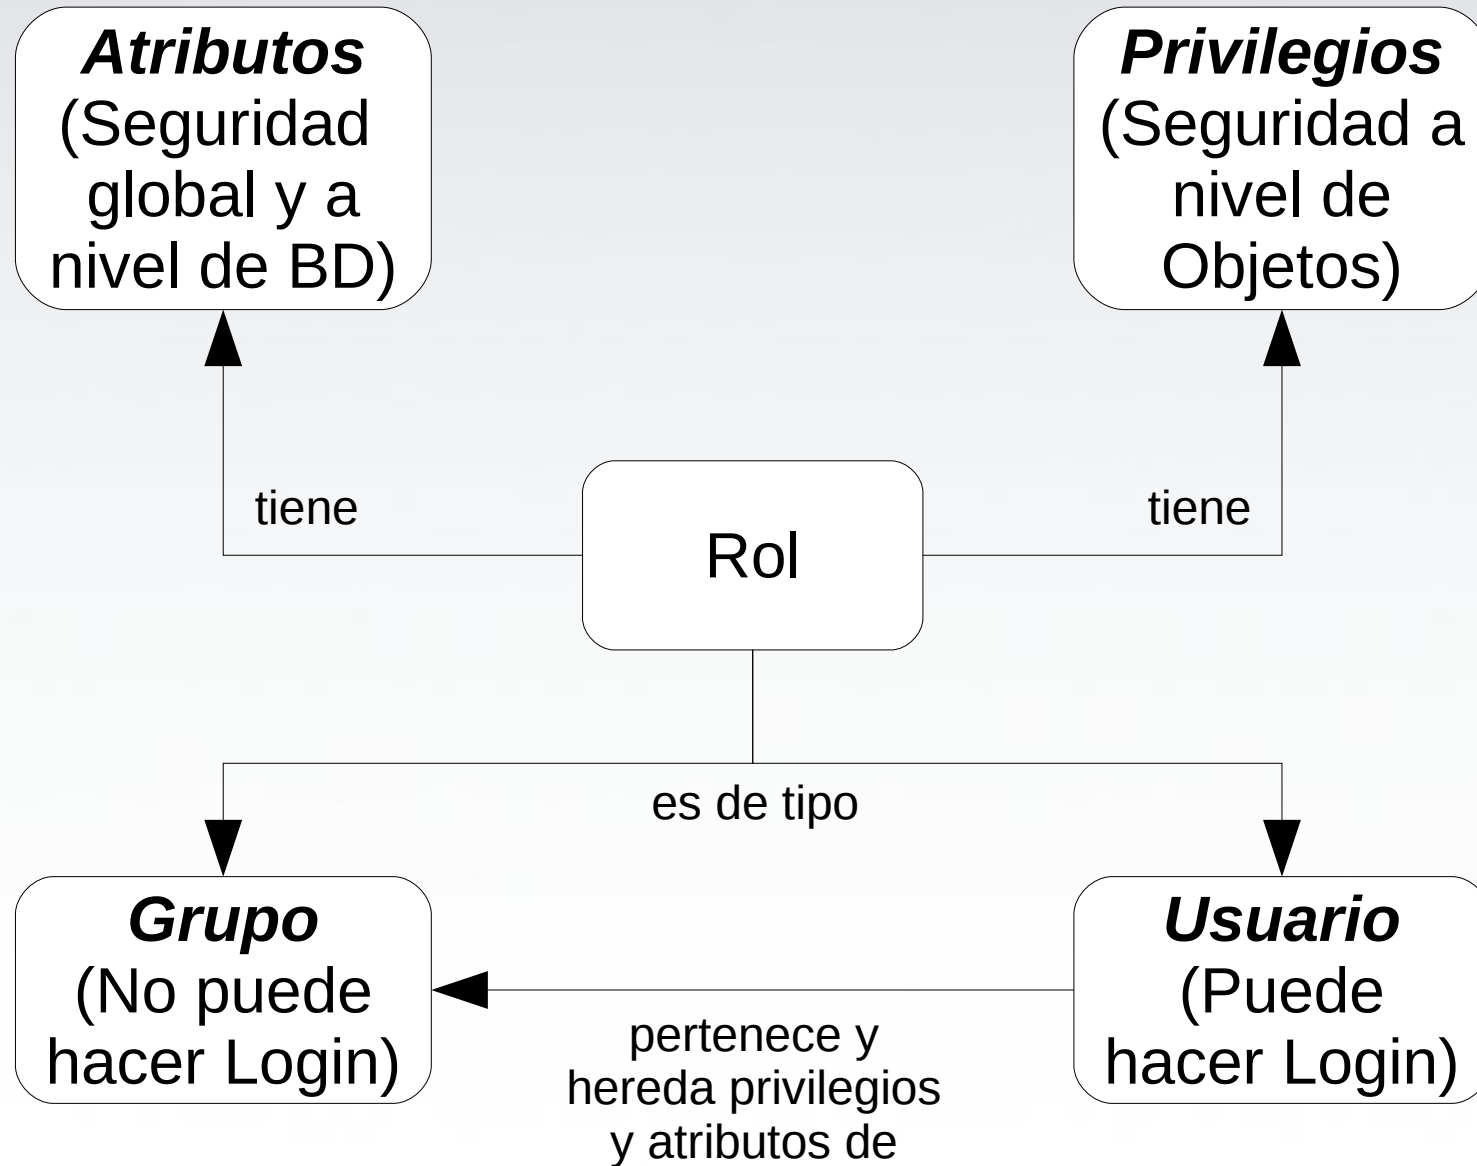 Atributos
(Seguridad
global y a
nivel de BD)
Privilegios
(Seguridad a
nivel de
Objetos)
tiene
Rol
tiene
es de tipo
Grupo
(No puede
hacer Login)
pertenece y
hereda privilegios
y atributos de
Usuario
(Puede
hacer Login)